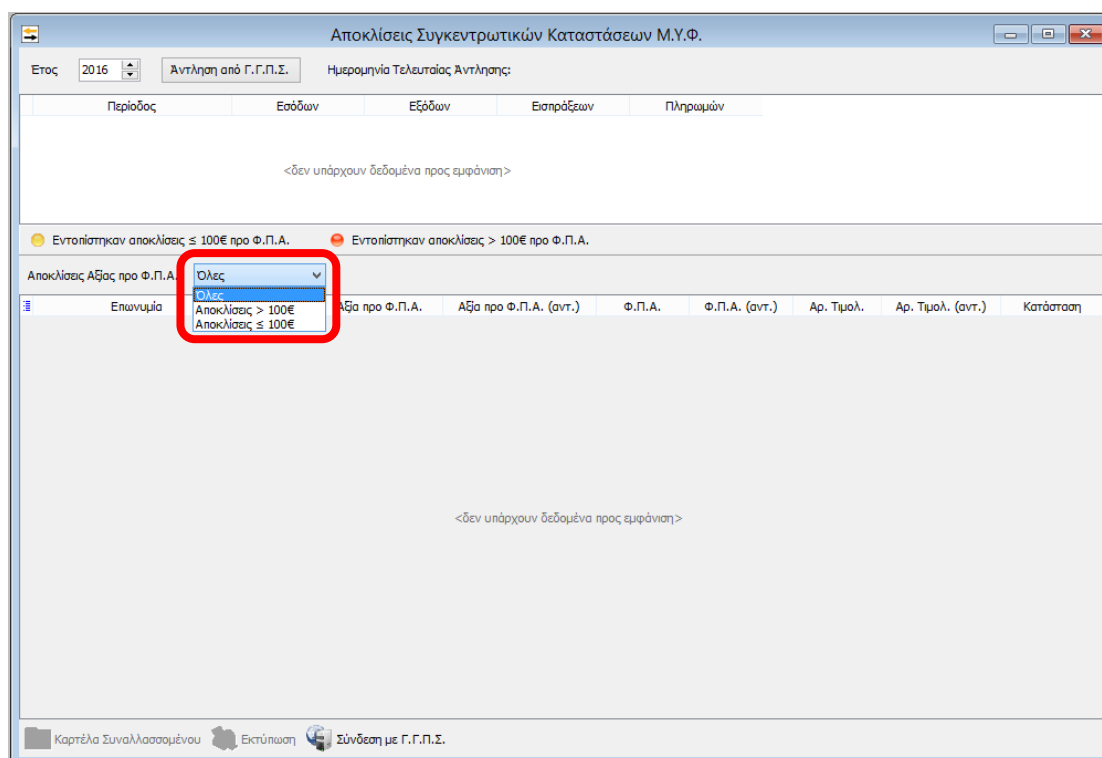 Αποκλίσεις Συγκεντρωτικών Καταστάσεων Μ.Υ.Φ.
Έτος 2016 Άντληση από Γ.Γ.Π.Σ. Ημερομηνία Τελευταίας Άντλησης:
Περίοδος Εσόδων Εξόδων Εισπράξεων Πληρωμών
<δεν υπάρχουν δεδομένα προς εμφάνιση>
Εντοπίστηκαν αποκλίσεις ≤ 100€ προ Φ.Π.Α. Εντοπίστηκαν αποκλίσεις > 100€ προ Φ.Π.Α.
Αποκλίσεις Αξίας προ Φ.Π.Α. Όλες
Όλες
Αποκλίσεις > 100€
Αποκλίσεις ≤ 100€
Επωνυμία Αξία προ Φ.Π.Α. Αξία προ Φ.Π.Α. (αντ.) Φ.Π.Α. Φ.Π.Α. (αντ.) Αρ. Τιμολ. Αρ. Τιμολ. (αντ.) Κατάσταση
<δεν υπάρχουν δεδομένα προς εμφάνιση>
Καρτέλα Συναλλασσομένου Εκτύπωση Σύνδεση με Γ.Γ.Π.Σ.